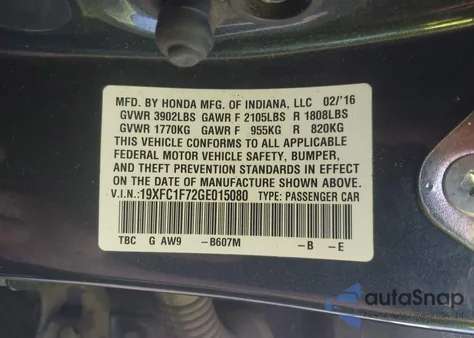 MFD. BY HONDA MFG. OF INDIANA, LLC 02/'16
GVWR 3902LBS GAWR F 2105LBS R 1808LBS
GVWR 1770KG GAWR F 955KG R 820KG
THIS VEHICLE CONFORMS TO ALL APPLICABLE
FEDERAL MOTOR VEHICLE SAFETY, BUMPER,
AND THEFT PREVENTION STANDARDS IN EFFECT
ON THE DATE OF MANUFACTURE SHOWN ABOVE.
V.I.N.:19XFC1F72GE015080 TYPE: PASSENGER CAR
TBC G AW9 -B607M -B -E
autoSnap